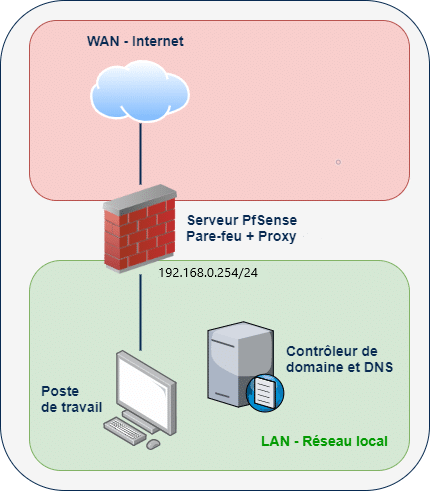 WAN - Internet
Serveur PfSense
Pare-feu + Proxy
192.168.0.254/24
Contrôleur de
domaine et DNS
Poste
de travail
LAN - Réseau local